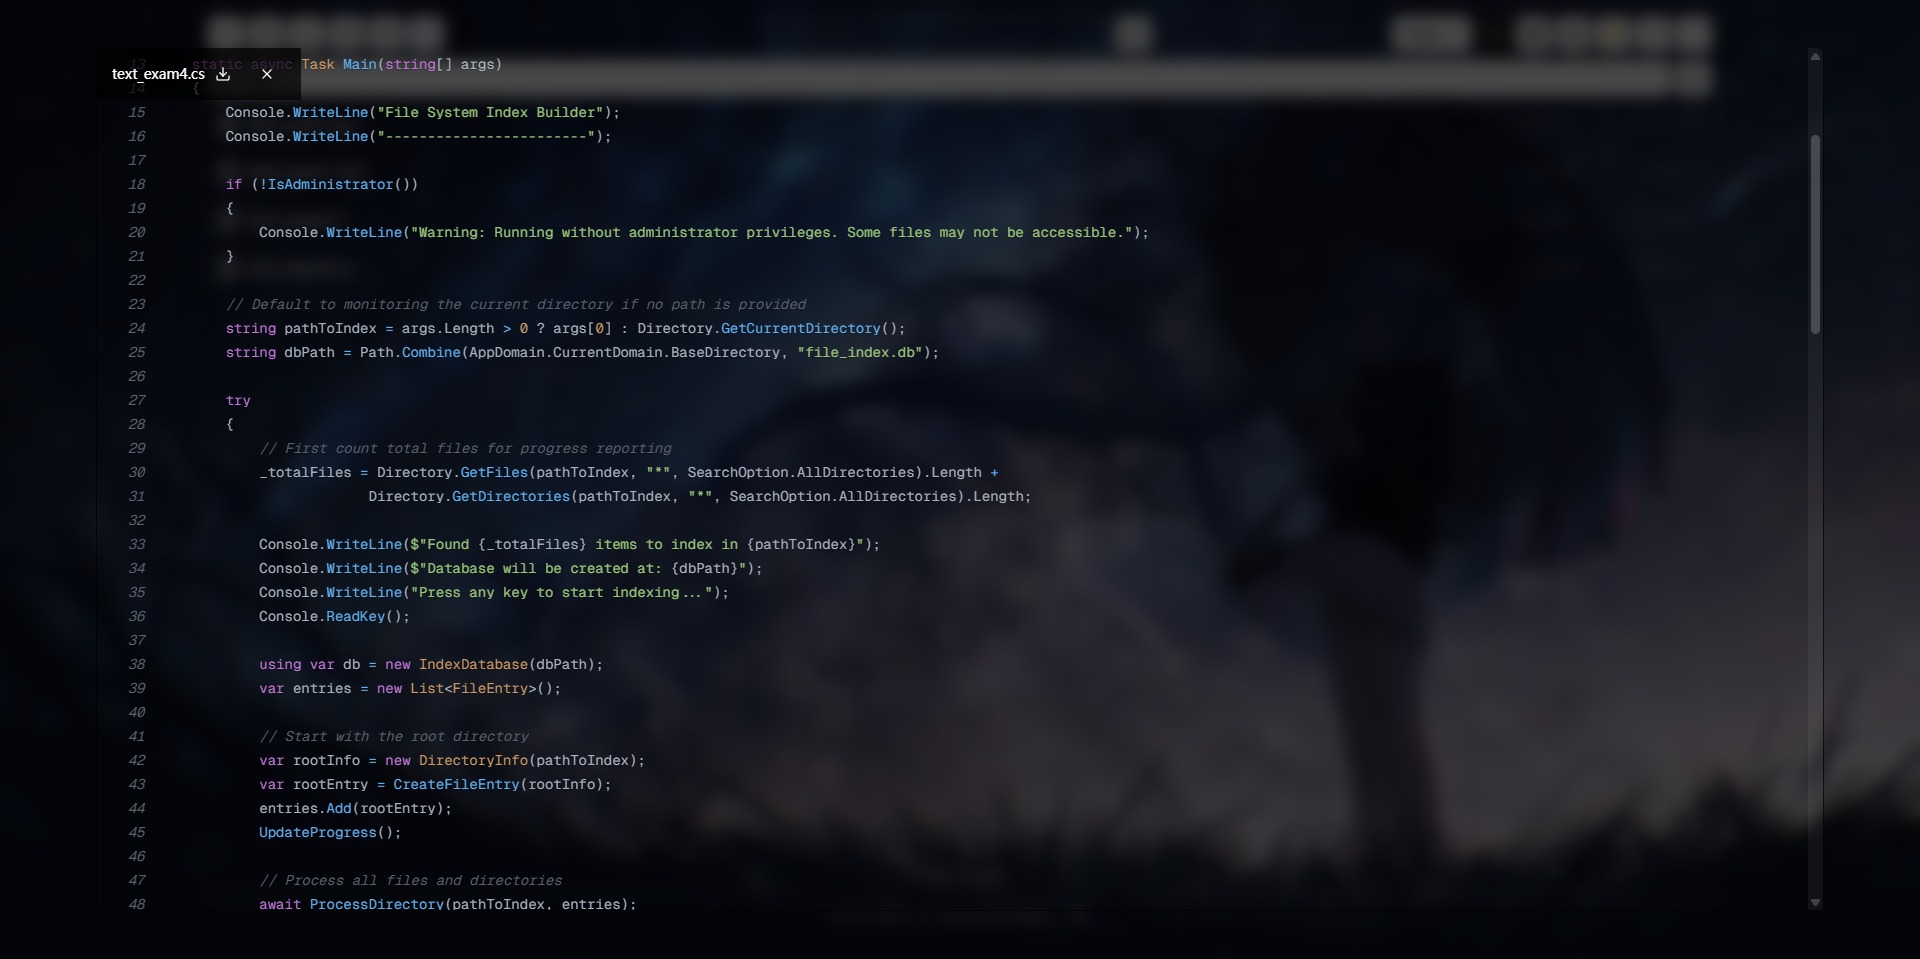 text_exam4.cs
13 static async Task Main(string[] args)
14 {
15 Console.WriteLine("File System Index Builder");
16 Console.WriteLine("------------------------");
17
18 if (!IsAdministrator())
19 {
20 Console.WriteLine("Warning: Running without administrator privileges. Some files may not be accessible.");
21 }
22
23 // Default to monitoring the current directory if no path is provided
24 string pathToIndex = args.Length > 0 ? args[0] : Directory.GetCurrentDirectory();
25 string dbPath = Path.Combine(AppDomain.CurrentDomain.BaseDirectory, "file_index.db");
26
27 try
28 {
29 // First count total files for progress reporting
30 _totalFiles = Directory.GetFiles(pathToIndex, "*", SearchOption.AllDirectories).Length +
31 Directory.GetDirectories(pathToIndex, "*", SearchOption.AllDirectories).Length;
32
33 Console.WriteLine($"Found {_totalFiles} items to index in {pathToIndex}");
34 Console.WriteLine($"Database will be created at: {dbPath}");
35 Console.WriteLine("Press any key to start indexing...");
36 Console.ReadKey();
37
38 using var db = new IndexDatabase(dbPath);
39 var entries = new List<FileEntry>();
40
41 // Start with the root directory
42 var rootInfo = new DirectoryInfo(pathToIndex);
43 var rootEntry = CreateFileEntry(rootInfo);
44 entries.Add(rootEntry);
45 UpdateProgress();
46
47 // Process all files and directories
48 await ProcessDirectory(pathToIndex, entries);